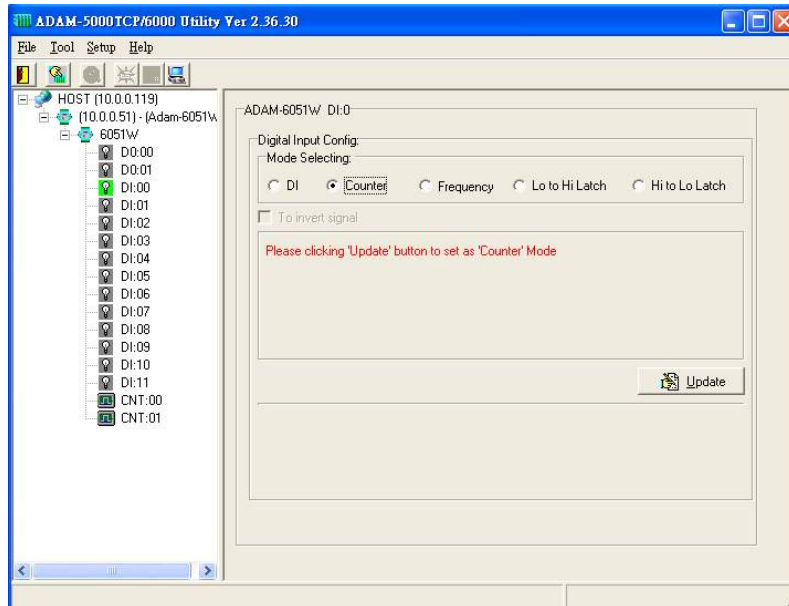 ADAM-5000TCP/6000 Utility Ver 2.36.30
File Tool Setup Help
HOST (10.0.0.119)
(10.0.0.51) - (Adam-6051W
6051W
DO:00
DO:01
DI:00
DI:01
DI:02
DI:03
DI:04
DI:05
DI:06
DI:07
DI:08
DI:09
DI:10
DI:11
CNT:00
CNT:01
ADAM-6051W DI:0
Digital Input Config:
Mode Selecting:
DI Counter Frequency Lo to Hi Latch Hi to Lo Latch
To invert signal
Please clicking 'Update' button to set as 'Counter' Mode
Update